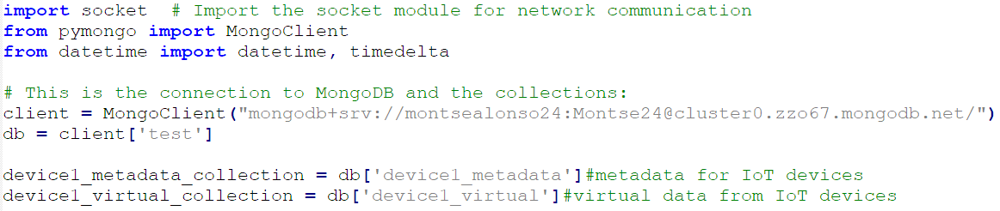 import socket  # Import the socket module for network communication
from pymongo import MongoClient
from datetime import datetime, timedelta
# This is the connection to MongoDB and the collections:
client = MongoClient("mongodb+srv://montsealonso24:Montse24@cluster0.zzo67.mongodb.net/")
db = client['test']
device1_metadata_collection = db['device1_metadata']#metadata for IoT devices
device1_virtual_collection = db['device1_virtual']#virtual data from IoT devices